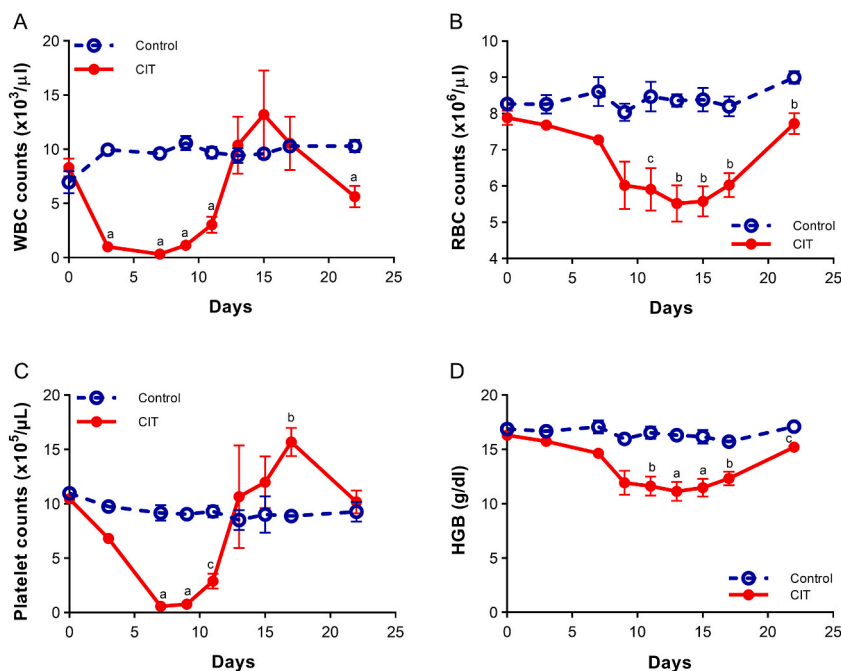 A
Control
CIT
WBC counts (x10³/µl)
20
15
10
5
0
a
a
a
a
a
0 5 10 15 20 25
Days
B
RBC counts (x10⁶/µl)
10
9
8
7
6
5
4
c
b
b
b
b
Control
CIT
0 5 10 15 20 25
Days
C
Control
CIT
Platelet counts (x10⁵/µL)
20
15
10
5
0
a
a
c
b
0 5 10 15 20 25
Days
D
HGB (g/dl)
20
15
10
5
0
b
a
a
b
c
Control
CIT
0 5 10 15 20 25
Days